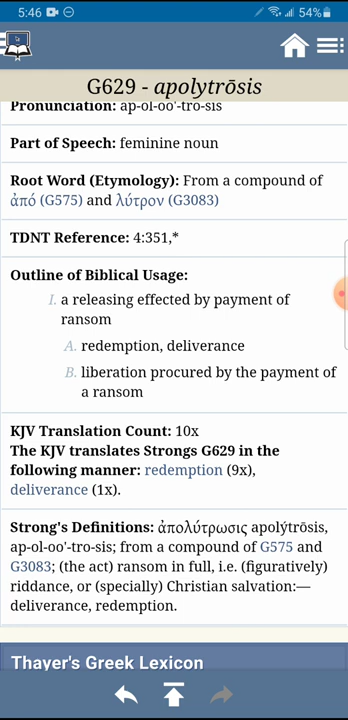 5:46
54%
G629 - apolytrōsis
Pronunciation: ap-ol-oo'-tro-sis
Part of Speech: feminine noun
Root Word (Etymology): From a compound of
ἀπό (G575) and λύτρον (G3083)
TDNT Reference: 4:351,*
Outline of Biblical Usage:
I. a releasing effected by payment of
ransom
A. redemption, deliverance
B. liberation procured by the payment of
a ransom
KJV Translation Count: 10x
The KJV translates Strongs G629 in the
following manner: redemption (9x),
deliverance (1x).
Strong's Definitions: ἀπολύτρωσις apolýtrōsis,
ap-ol-oo'-tro-sis; from a compound of G575 and
G3083; (the act) ransom in full, i.e. (figuratively)
riddance, or (specially) Christian salvation:—
deliverance, redemption.
Thayer's Greek Lexicon